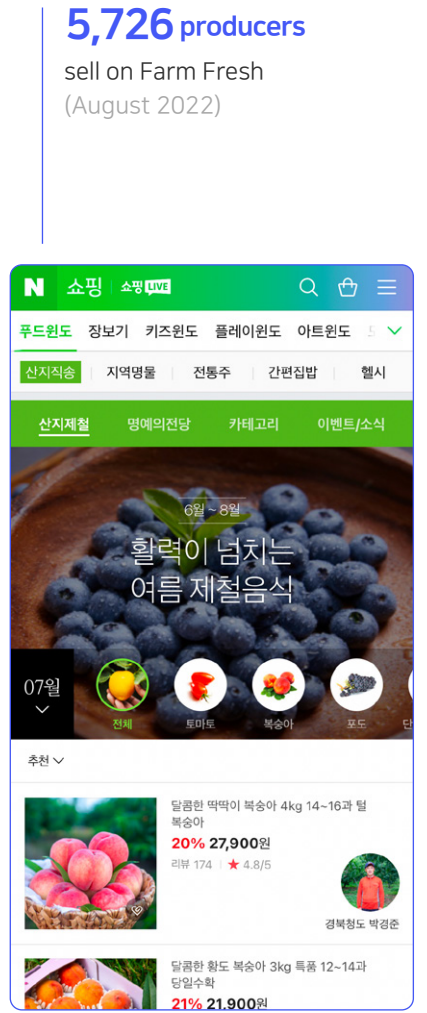 5,726 producers
sell on Farm Fresh
(August 2022)
N 쇼핑 쇼핑 LIVE
푸드윈도 장보기 키즈윈도 플레이윈도 아트윈도
산지직송 지역명물 전통주 간편집밥 헬시
산지제철 명예의전당 카테고리 이벤트/소식
6월 ~ 8월
활력이 넘치는
여름 제철음식
07월
전체 토마토 복숭아 포도 단
추천
달콤한 딱딱이 복숭아 4kg 14~16과 털
복숭아
20% 27,900원
리뷰 174 ★ 4.8/5
경북청도 박경준
달콤한 황도 복숭아 3kg 특품 12~14과
당일수확
21% 21,900원